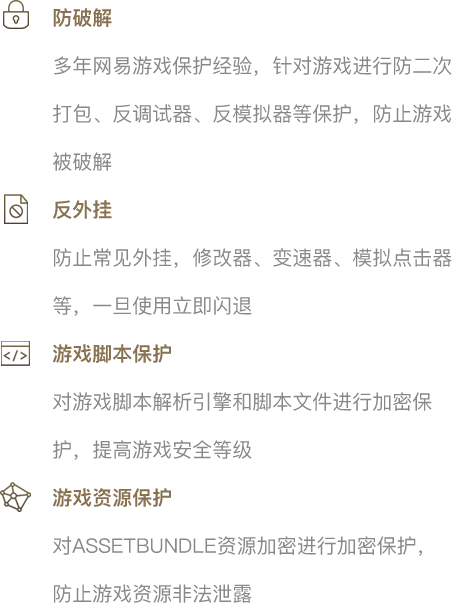 防破解
多年网易游戏保护经验，针对游戏进行防二次
打包、反调试器、反模拟器等保护，防止游戏
被破解
反外挂
防止常见外挂，修改器、变速器、模拟点击器
等，一旦使用立即闪退
游戏脚本保护
对游戏脚本解析引擎和脚本文件进行加密保
护，提高游戏安全等级
游戏资源保护
对ASSETBUNDLE资源加密进行加密保护，
防止游戏资源非法泄露